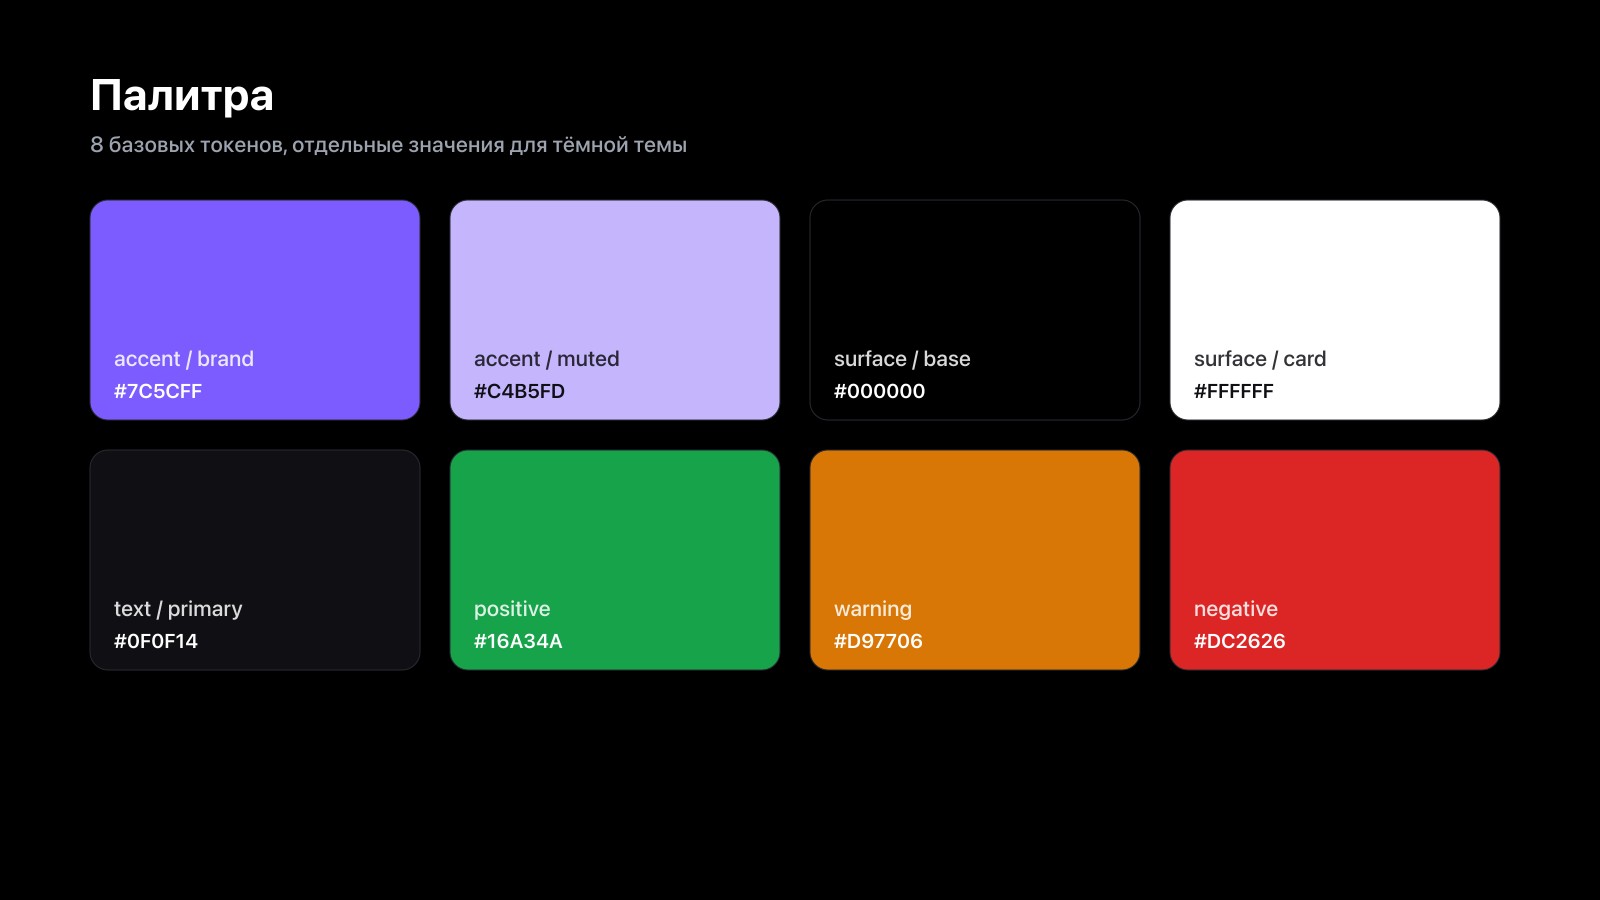 Палитра
8 базовых токенов, отдельные значения для тёмной темы
accent / brand
#7C5CFF
accent / muted
#C4B5FD
surface / base
#000000
surface / card
#FFFFFF
text / primary
#0F0F14
positive
#16A34A
warning
#D97706
negative
#DC2626